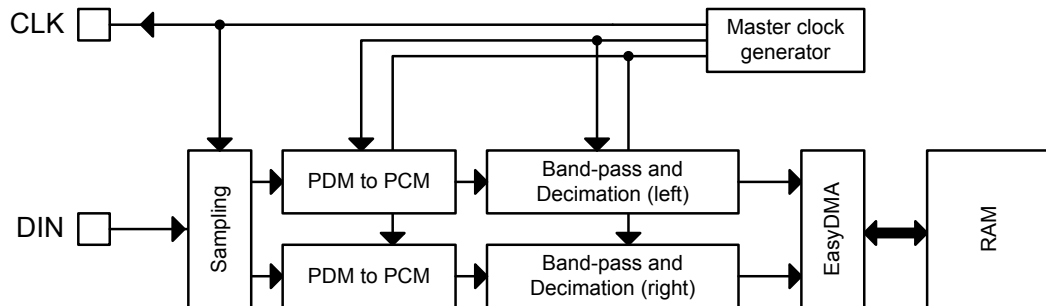 CLK
Master clock
generator
DIN
Sampling
PDM to PCM
Band-pass and
Decimation (left)
PDM to PCM
Band-pass and
Decimation (right)
EasyDMA
RAM